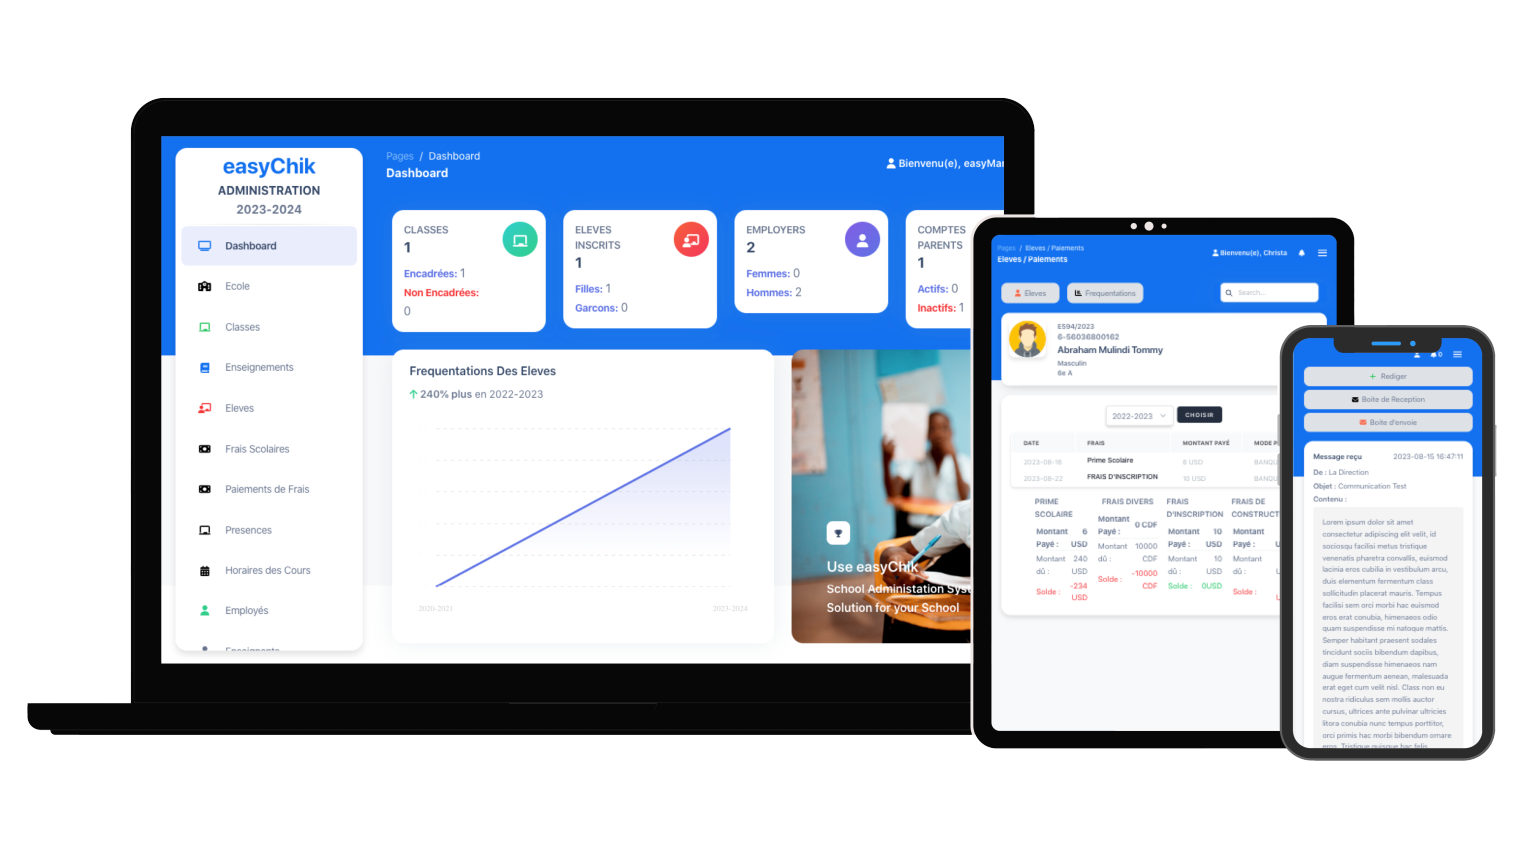 easyChik
ADMINISTRATION
2023-2024
Dashboard
Ecole
Classes
Enseignements
Eleves
Frais Scolaires
Paiements de Frais
Presences
Horaires des Cours
Employés
Enseignants
Pages / Dashboard
Dashboard
Bienvenu(e), easyMar
CLASSES
1
Encadrées: 1
Non Encadrées:
0
ELEVES
INSCRITS
1
Filles: 1
Garcons: 0
EMPLOYERS
2
Femmes: 0
Hommes: 2
COMPTES
PARENTS
1
Actifs: 0
Inactifs: 1
Frequentations Des Eleves
240% plus en 2022-2023
2020-2021
2023-2024
Use easyChik
School Administation Syst
Solution for your School
Pages / Eleves / Paiements
Eleves / Paiements
Bienvenu(e), Christa
Eleves
Frequentations
Search...
E594/2023
6-56036800162
Abraham Mulindi Tommy
Masculin
6e A
2022-2023
CHOISIR
DATE FRAIS MONTANT PAYÉ MODE P
2023-08-16 Prime Scolaire 6 USD BANQU
2023-08-22 FRAIS D'INSCRIPTION 10 USD BANQU
PRIME
SCOLAIRE
Montant 6
Payé : USD
Montant 240
dû : USD
Solde : -234
USD
FRAIS DIVERS
Montant 0 CDF
Payé :
Montant 10000
dû : CDF
Solde : -10000
CDF
FRAIS
D'INSCRIPTION
Montant 10
Payé : USD
Montant 10
dû : USD
Solde : 0USD
FRAIS DE
CONSTRUCT
Montant
Payé : U
Montant
dû : U
Solde : U
0
Rediger
Boite de Reception
Boite d'envoie
Message reçu 2023-08-15 16:47:11
De : La Direction
Objet : Communication Test
Contenu :
Lorem ipsum dolor sit amet
consectetur adipiscing elit velit, id
sociosqu facilisi metus tristique
venenatis pharetra convallis, euismod
lacinia eros cubilia in vestibulum arcu,
duis elementum fermentum class
sollicitudin placerat mauris. Tempus
facilisi sem orci morbi hac euismod
eros erat conubia, himenaeos odio
quam suspendisse mi natoque mattis.
Semper habitant praesent sodales
tincidunt sociis bibendum dapibus,
diam suspendisse himenaeos nam
augue fermentum aenean, malesuada
erat eget cum velit nisl. Class non eu
nostra ridiculus sem mollis auctor
cursus, ultrices ante pulvinar ultricies
litora conubia nunc tempus porttitor,
orci primis hac morbi bibendum ornare
eros. Tristique quisque hac felis